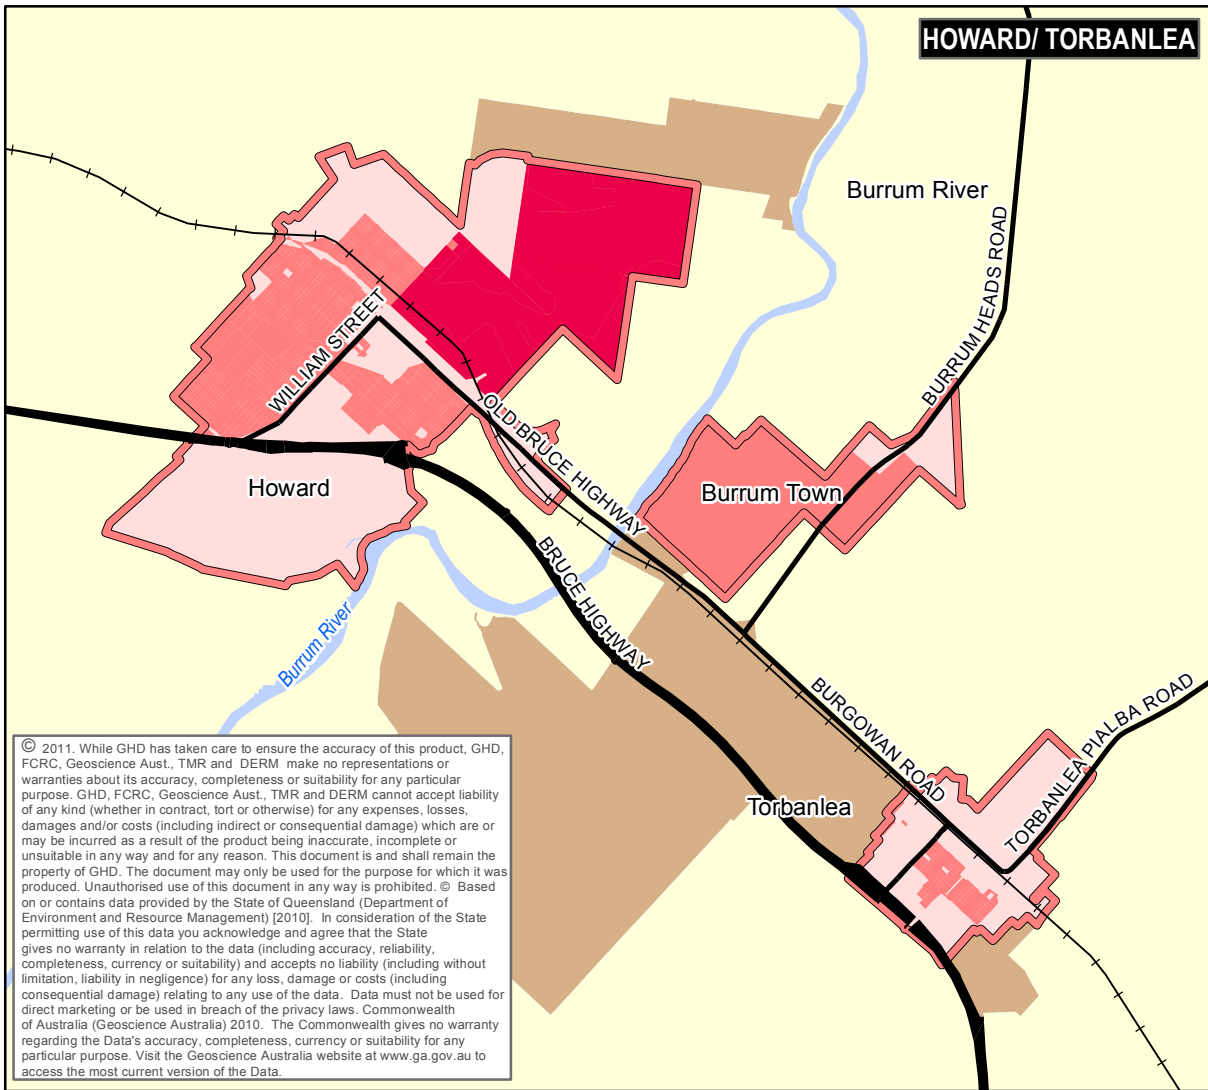 HOWARD/ TORBANLEA
Burrum River
BURRUM HEADS ROAD
WILLIAM STREET
OLD BRUCE HIGHWAY
Howard
Burrum Town
BRUCE HIGHWAY
Burrum River
BURGOWAN ROAD
TORBANLEA PIALBA ROAD
Torbanlea
© 2011. While GHD has taken care to ensure the accuracy of this product, GHD,
FCRC, Geoscience Aust., TMR and DERM make no representations or
warranties about its accuracy, completeness or suitability for any particular
purpose. GHD, FCRC, Geoscience Aust., TMR and DERM cannot accept liability
of any kind (whether in contract, tort or otherwise) for any expenses, losses,
damages and/or costs (including indirect or consequential damage) which are or
may be incurred as a result of the product being inaccurate, incomplete or
unsuitable in any way and for any reason. This document is and shall remain the
property of GHD. The document may only be used for the purpose for which it was
produced. Unauthorised use of this document in any way is prohibited. © Based
on or contains data provided by the State of Queensland (Department of
Environment and Resource Management) [2010]. In consideration of the State
permitting use of this data you acknowledge and agree that the State
gives no warranty in relation to the data (including accuracy, reliability,
completeness, currency or suitability) and accepts no liability (including without
limitation, liability in negligence) for any loss, damage or costs (including
consequential damage) relating to any use of the data. Data must not be used for
direct marketing or be used in breach of the privacy laws. Commonwealth
of Australia (Geoscience Australia) 2010. The Commonwealth gives no warranty
regarding the Data's accuracy, completeness, currency or suitability for any
particular purpose. Visit the Geoscience Australia website at www.ga.gov.au to
access the most current version of the Data.